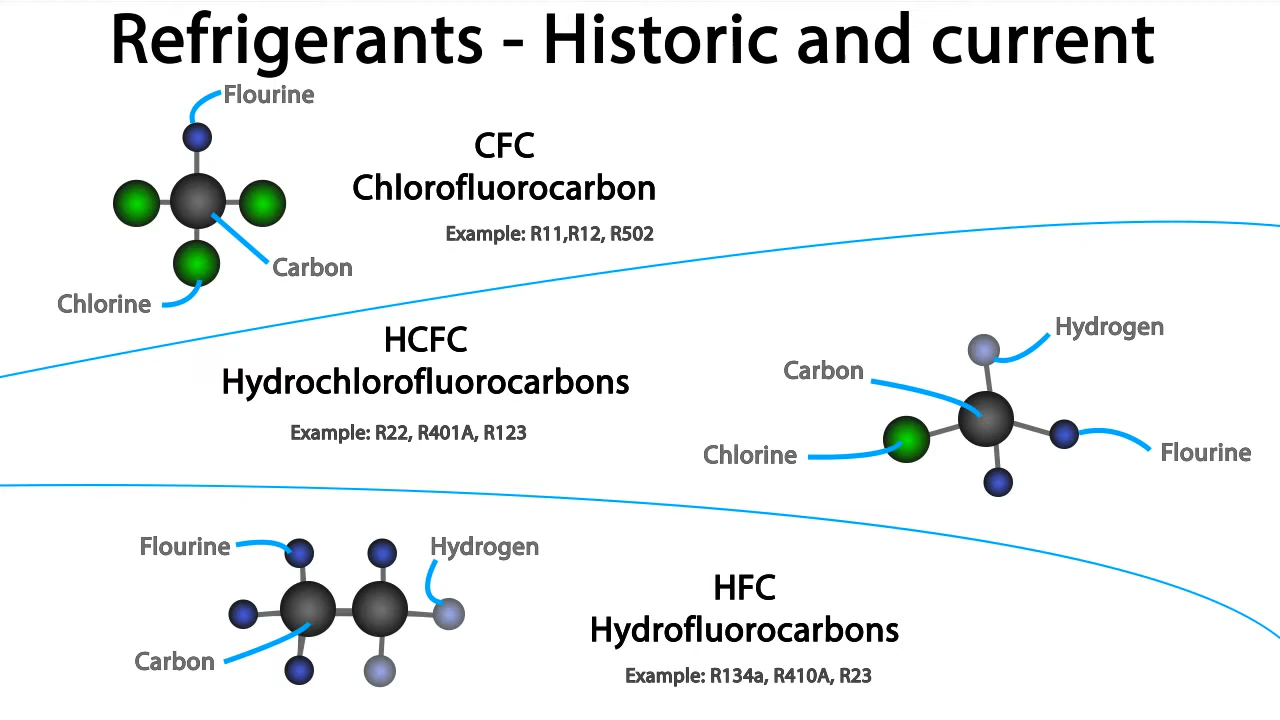 Refrigerants - Historic and current
Flourine
CFC
Chlorofluorocarbon
Example: R11,R12, R502
Carbon
Chlorine
HCFC
Hydrochlorofluorocarbons
Example: R22, R401A, R123
Hydrogen
Carbon
Chlorine
Flourine
Flourine
Hydrogen
Carbon
HFC
Hydrofluorocarbons
Example: R134a, R410A, R23